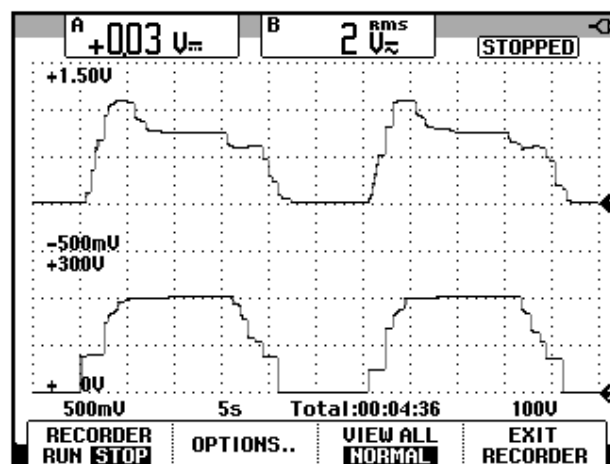 A +0.03 V⎓
B 2 V≂ rms
STOPPED
+1.50V
-500mV
+300V
+ 0V
500mV 5s Total:00:04:36 100V
RECORDER
RUN STOP
OPTIONS..
VIEW ALL
NORMAL
EXIT
RECORDER